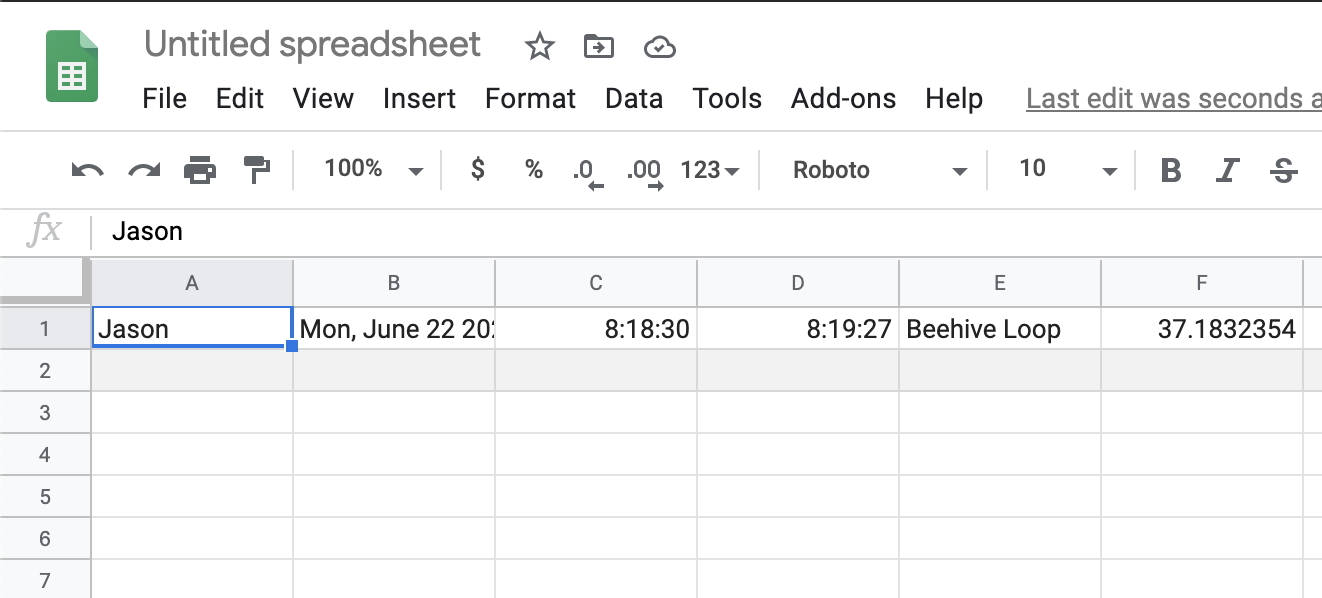 Untitled spreadsheet
File Edit View Insert Format Data Tools Add-ons Help Last edit was seconds
100% $ % .0 .00 123 Roboto 10 B I S
fx Jason
A B C D E F
1 Jason Mon, June 22 20 8:18:30 8:19:27 Beehive Loop 37.1832354
2
3
4
5
6
7